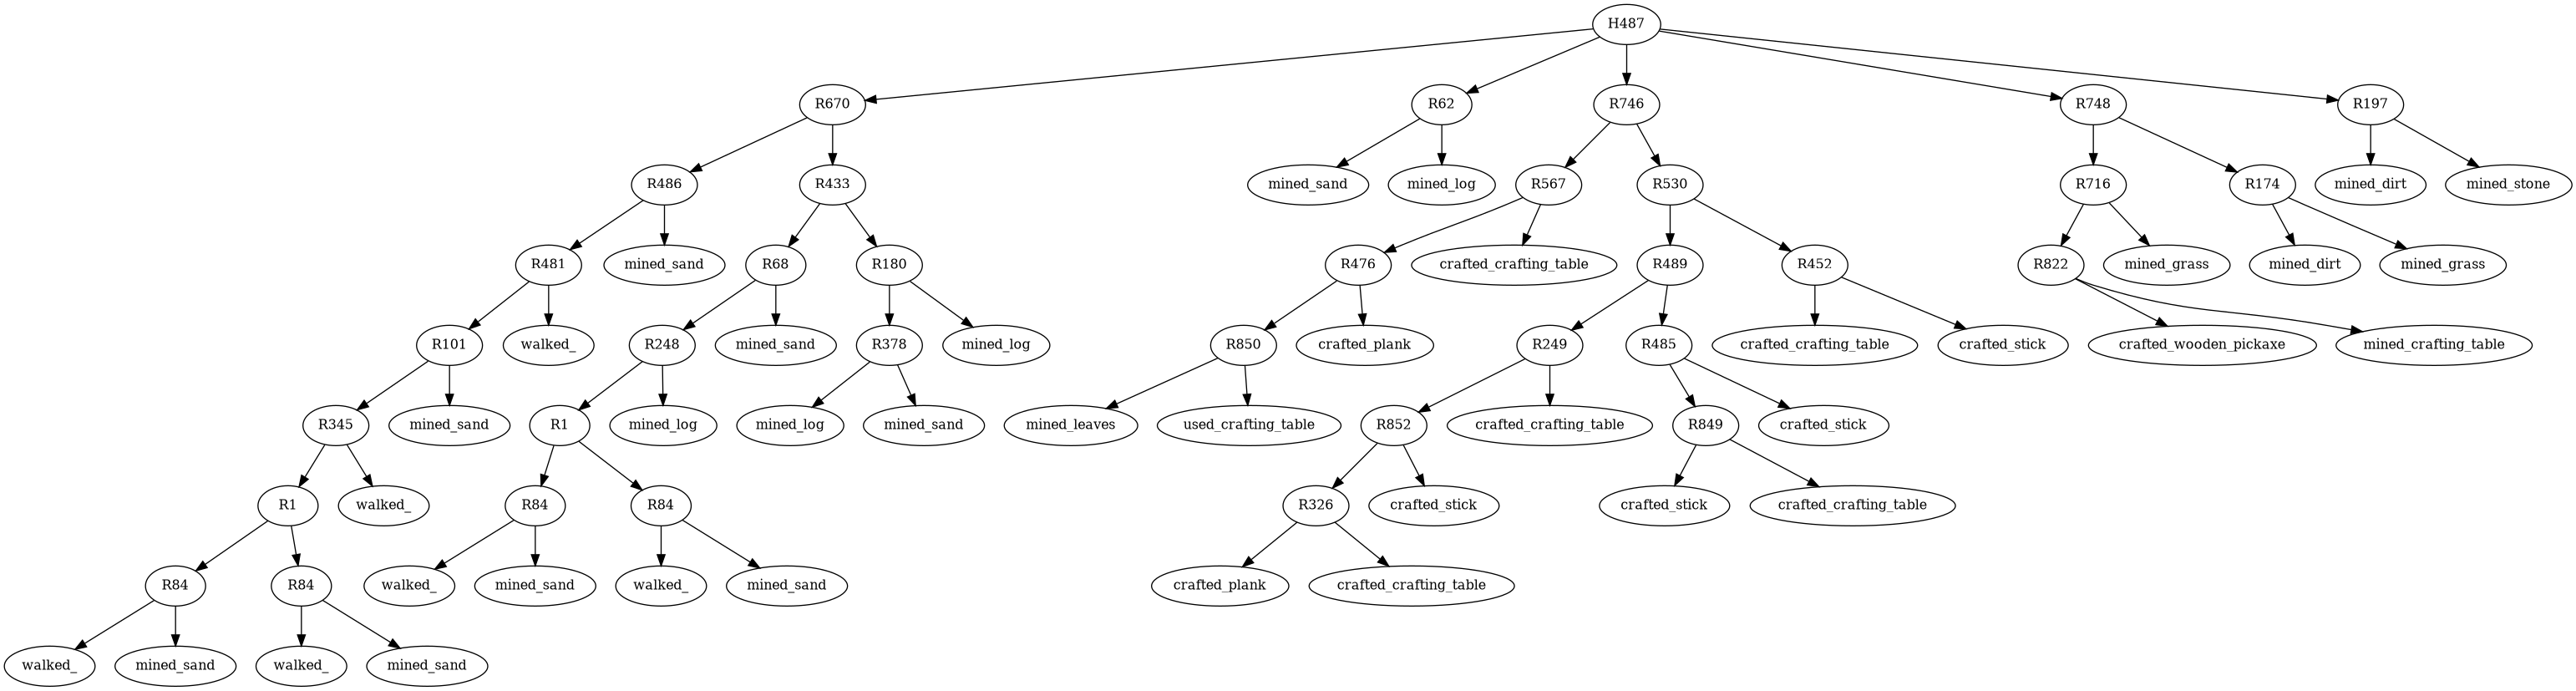 H487
R670
R62
R746
R748
R197
R486
R433
mined_sand
mined_log
R567
R530
R716
R174
mined_dirt
mined_stone
R481
mined_sand
R68
R180
R476
crafted_crafting_table
R489
R452
R822
mined_grass
mined_dirt
mined_grass
R101
walked_
R248
mined_sand
R378
mined_log
R850
crafted_plank
R249
R485
crafted_crafting_table
crafted_stick
crafted_wooden_pickaxe
mined_crafting_table
R345
mined_sand
R1
mined_log
mined_log
mined_sand
mined_leaves
used_crafting_table
R852
crafted_crafting_table
R849
crafted_stick
R1
walked_
R84
R84
R326
crafted_stick
crafted_stick
crafted_crafting_table
R84
R84
walked_
mined_sand
walked_
mined_sand
crafted_plank
crafted_crafting_table
walked_
mined_sand
walked_
mined_sand